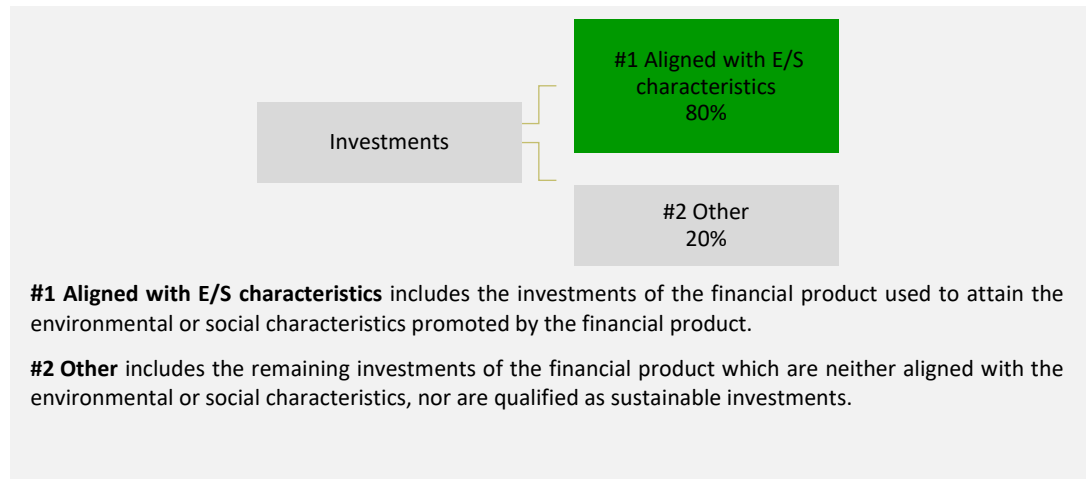 #1 Aligned with E/S
characteristics
80%
Investments
#2 Other
20%
#1 Aligned with E/S characteristics includes the investments of the financial product used to attain the
environmental or social characteristics promoted by the financial product.
#2 Other includes the remaining investments of the financial product which are neither aligned with the
environmental or social characteristics, nor are qualified as sustainable investments.